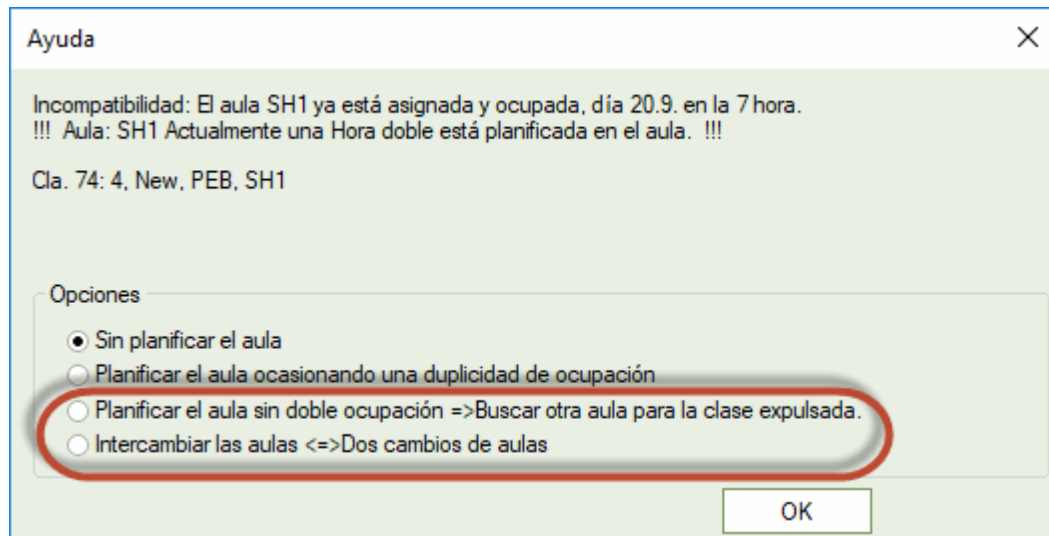 Ayuda
Incompatibilidad: El aula SH1 ya está asignada y ocupada, día 20.9. en la 7 hora.
!!! Aula: SH1 Actualmente una Hora doble está planificada en el aula. !!!
Cla. 74: 4, New, PEB, SH1
Opciones
Sin planificar el aula
Planificar el aula ocasionando una duplicidad de ocupación
Planificar el aula sin doble ocupación =>Buscar otra aula para la clase expulsada.
Intercambiar las aulas <=>Dos cambios de aulas
OK